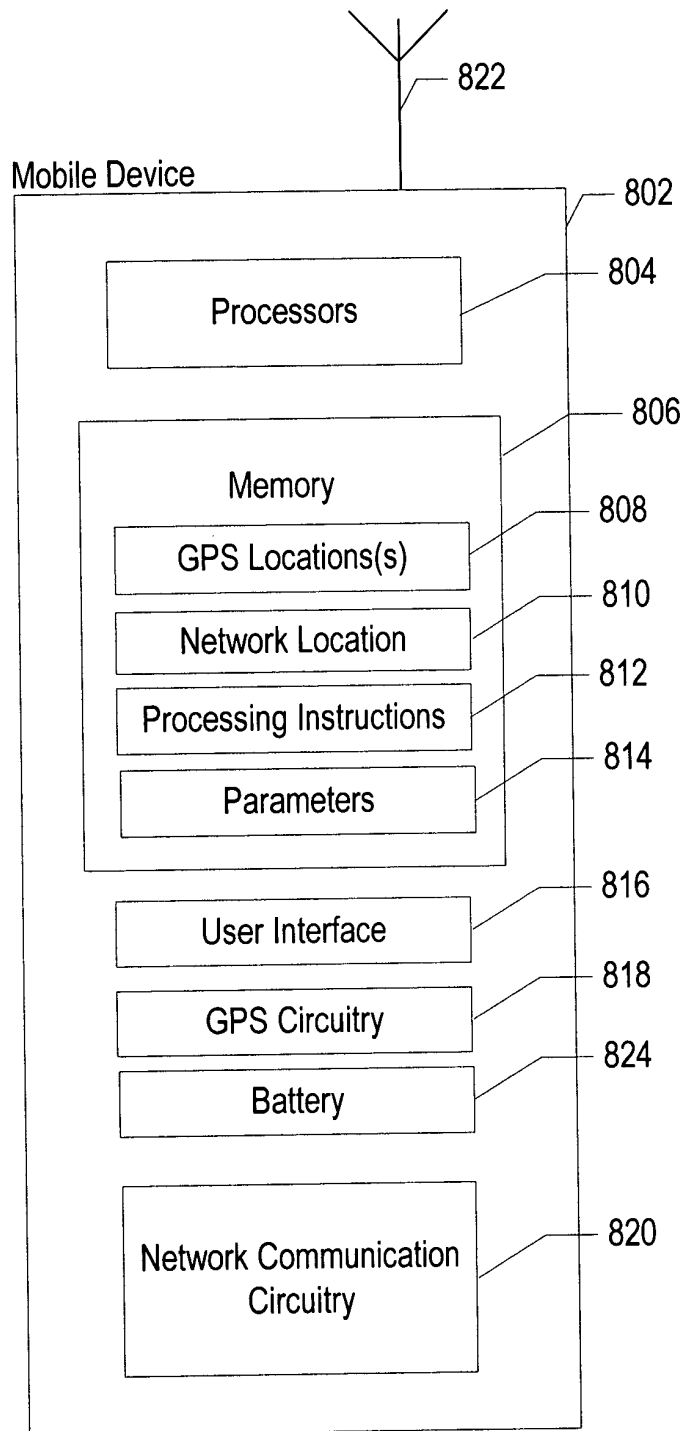 822
Mobile Device
802
804
Processors
806
Memory
808
GPS Locations(s)
810
Network Location
812
Processing Instructions
814
Parameters
816
User Interface
818
GPS Circuitry
824
Battery
820
Network Communication
Circuitry